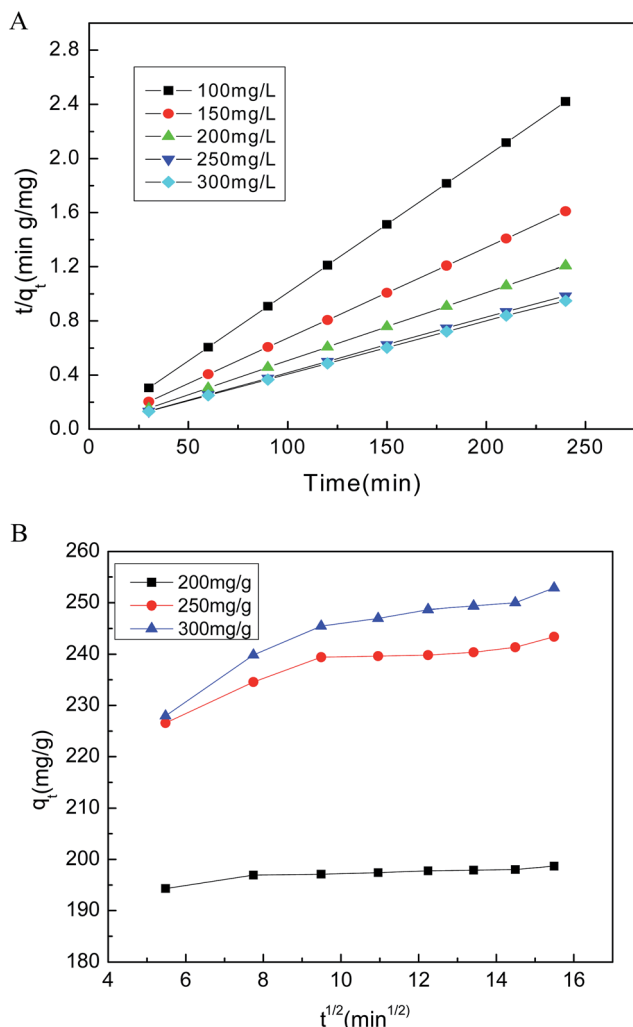 A
2.8
2.4
2.0
1.6
1.2
0.8
0.4
0.0
t/qt(min g/mg)
100mg/L
150mg/L
200mg/L
250mg/L
300mg/L
0 50 100 150 200 250
Time(min)
B
260
250
240
230
220
210
200
190
180
qt(mg/g)
200mg/g
250mg/g
300mg/g
4 6 8 10 12 14 16
t1/2(min1/2)